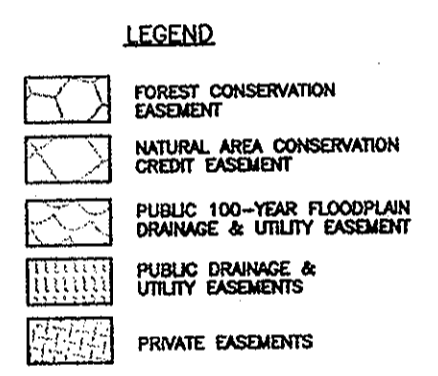 LEGEND
FOREST CONSERVATION
EASEMENT
NATURAL AREA CONSERVATION
CREDIT EASEMENT
PUBLIC 100-YEAR FLOODPLAIN
DRAINAGE & UTILITY EASEMENT
PUBLIC DRAINAGE &
UTILITY EASEMENTS
PRIVATE EASEMENTS